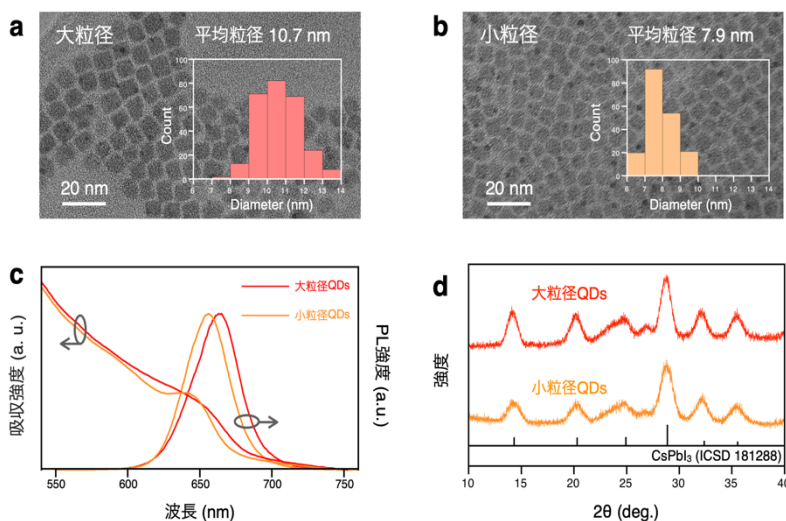 a
大粒径
平均粒径 10.7 nm
100
80
60
40
20
0
Count
6 7 8 9 10 11 12 13 14
Diameter (nm)
20 nm
b
小粒径
平均粒径 7.9 nm
100
80
60
40
20
0
Count
6 7 8 9 10 11 12 13 14
Diameter (nm)
20 nm
c
大粒径QDs
小粒径QDs
吸収強度 (a. u.)
PL強度 (a.u.)
550 600 650 700 750
波長 (nm)
d
大粒径QDs
小粒径QDs
強度
CsPbI₃ (ICSD 181288)
10 15 20 25 30 35 40
2θ (deg.)